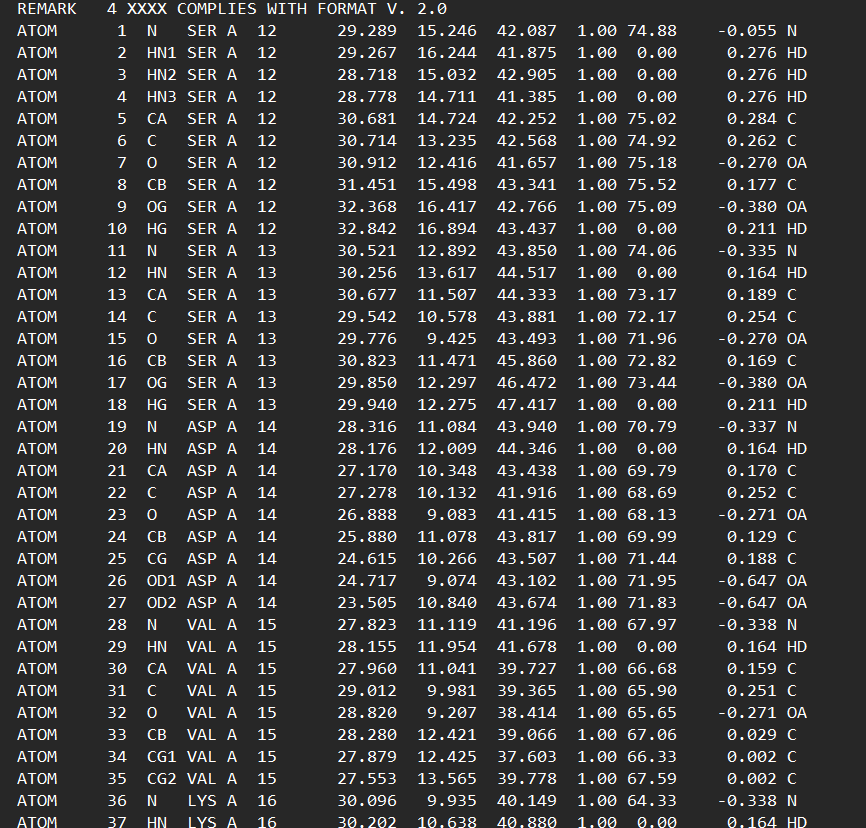 REMARK   4 XXXX COMPLIES WITH FORMAT V. 2.0
ATOM      1  N   SER A  12      29.289  15.246  42.087  1.00 74.88    -0.055 N
ATOM      2  HN1 SER A  12      29.267  16.244  41.875  1.00  0.00     0.276 HD
ATOM      3  HN2 SER A  12      28.718  15.032  42.905  1.00  0.00     0.276 HD
ATOM      4  HN3 SER A  12      28.778  14.711  41.385  1.00  0.00     0.276 HD
ATOM      5  CA  SER A  12      30.681  14.724  42.252  1.00 75.02     0.284 C
ATOM      6  C   SER A  12      30.714  13.235  42.568  1.00 74.92     0.262 C
ATOM      7  O   SER A  12      30.912  12.416  41.657  1.00 75.18    -0.270 OA
ATOM      8  CB  SER A  12      31.451  15.498  43.341  1.00 75.52     0.177 C
ATOM      9  OG  SER A  12      32.368  16.417  42.766  1.00 75.09    -0.380 OA
ATOM     10  HG  SER A  12      32.842  16.894  43.437  1.00  0.00     0.211 HD
ATOM     11  N   SER A  13      30.521  12.892  43.850  1.00 74.06    -0.335 N
ATOM     12  HN  SER A  13      30.256  13.617  44.517  1.00  0.00     0.164 HD
ATOM     13  CA  SER A  13      30.677  11.507  44.333  1.00 73.17     0.189 C
ATOM     14  C   SER A  13      29.542  10.578  43.881  1.00 72.17     0.254 C
ATOM     15  O   SER A  13      29.776   9.425  43.493  1.00 71.96    -0.270 OA
ATOM     16  CB  SER A  13      30.823  11.471  45.860  1.00 72.82     0.169 C
ATOM     17  OG  SER A  13      29.850  12.297  46.472  1.00 73.44    -0.380 OA
ATOM     18  HG  SER A  13      29.940  12.275  47.417  1.00  0.00     0.211 HD
ATOM     19  N   ASP A  14      28.316  11.084  43.940  1.00 70.79    -0.337 N
ATOM     20  HN  ASP A  14      28.176  12.009  44.346  1.00  0.00     0.164 HD
ATOM     21  CA  ASP A  14      27.170  10.348  43.438  1.00 69.79     0.170 C
ATOM     22  C   ASP A  14      27.278  10.132  41.916  1.00 68.69     0.252 C
ATOM     23  O   ASP A  14      26.888   9.083  41.415  1.00 68.13    -0.271 OA
ATOM     24  CB  ASP A  14      25.880  11.078  43.817  1.00 69.99     0.129 C
ATOM     25  CG  ASP A  14      24.615  10.266  43.507  1.00 71.44     0.188 C
ATOM     26  OD1 ASP A  14      24.717   9.074  43.102  1.00 71.95    -0.647 OA
ATOM     27  OD2 ASP A  14      23.505  10.840  43.674  1.00 71.83    -0.647 OA
ATOM     28  N   VAL A  15      27.823  11.119  41.196  1.00 67.97    -0.338 N
ATOM     29  HN  VAL A  15      28.155  11.954  41.678  1.00  0.00     0.164 HD
ATOM     30  CA  VAL A  15      27.960  11.041  39.727  1.00 66.68     0.159 C
ATOM     31  C   VAL A  15      29.012   9.981  39.365  1.00 65.90     0.251 C
ATOM     32  O   VAL A  15      28.820   9.207  38.414  1.00 65.65    -0.271 OA
ATOM     33  CB  VAL A  15      28.280  12.421  39.066  1.00 67.06     0.029 C
ATOM     34  CG1 VAL A  15      27.879  12.425  37.603  1.00 66.33     0.002 C
ATOM     35  CG2 VAL A  15      27.553  13.565  39.778  1.00 67.59     0.002 C
ATOM     36  N   LYS A  16      30.096   9.935  40.149  1.00 64.33    -0.338 N
ATOM     37  HN  LYS A  16      30.202  10.638  40.880  1.00  0.00     0.164 HD